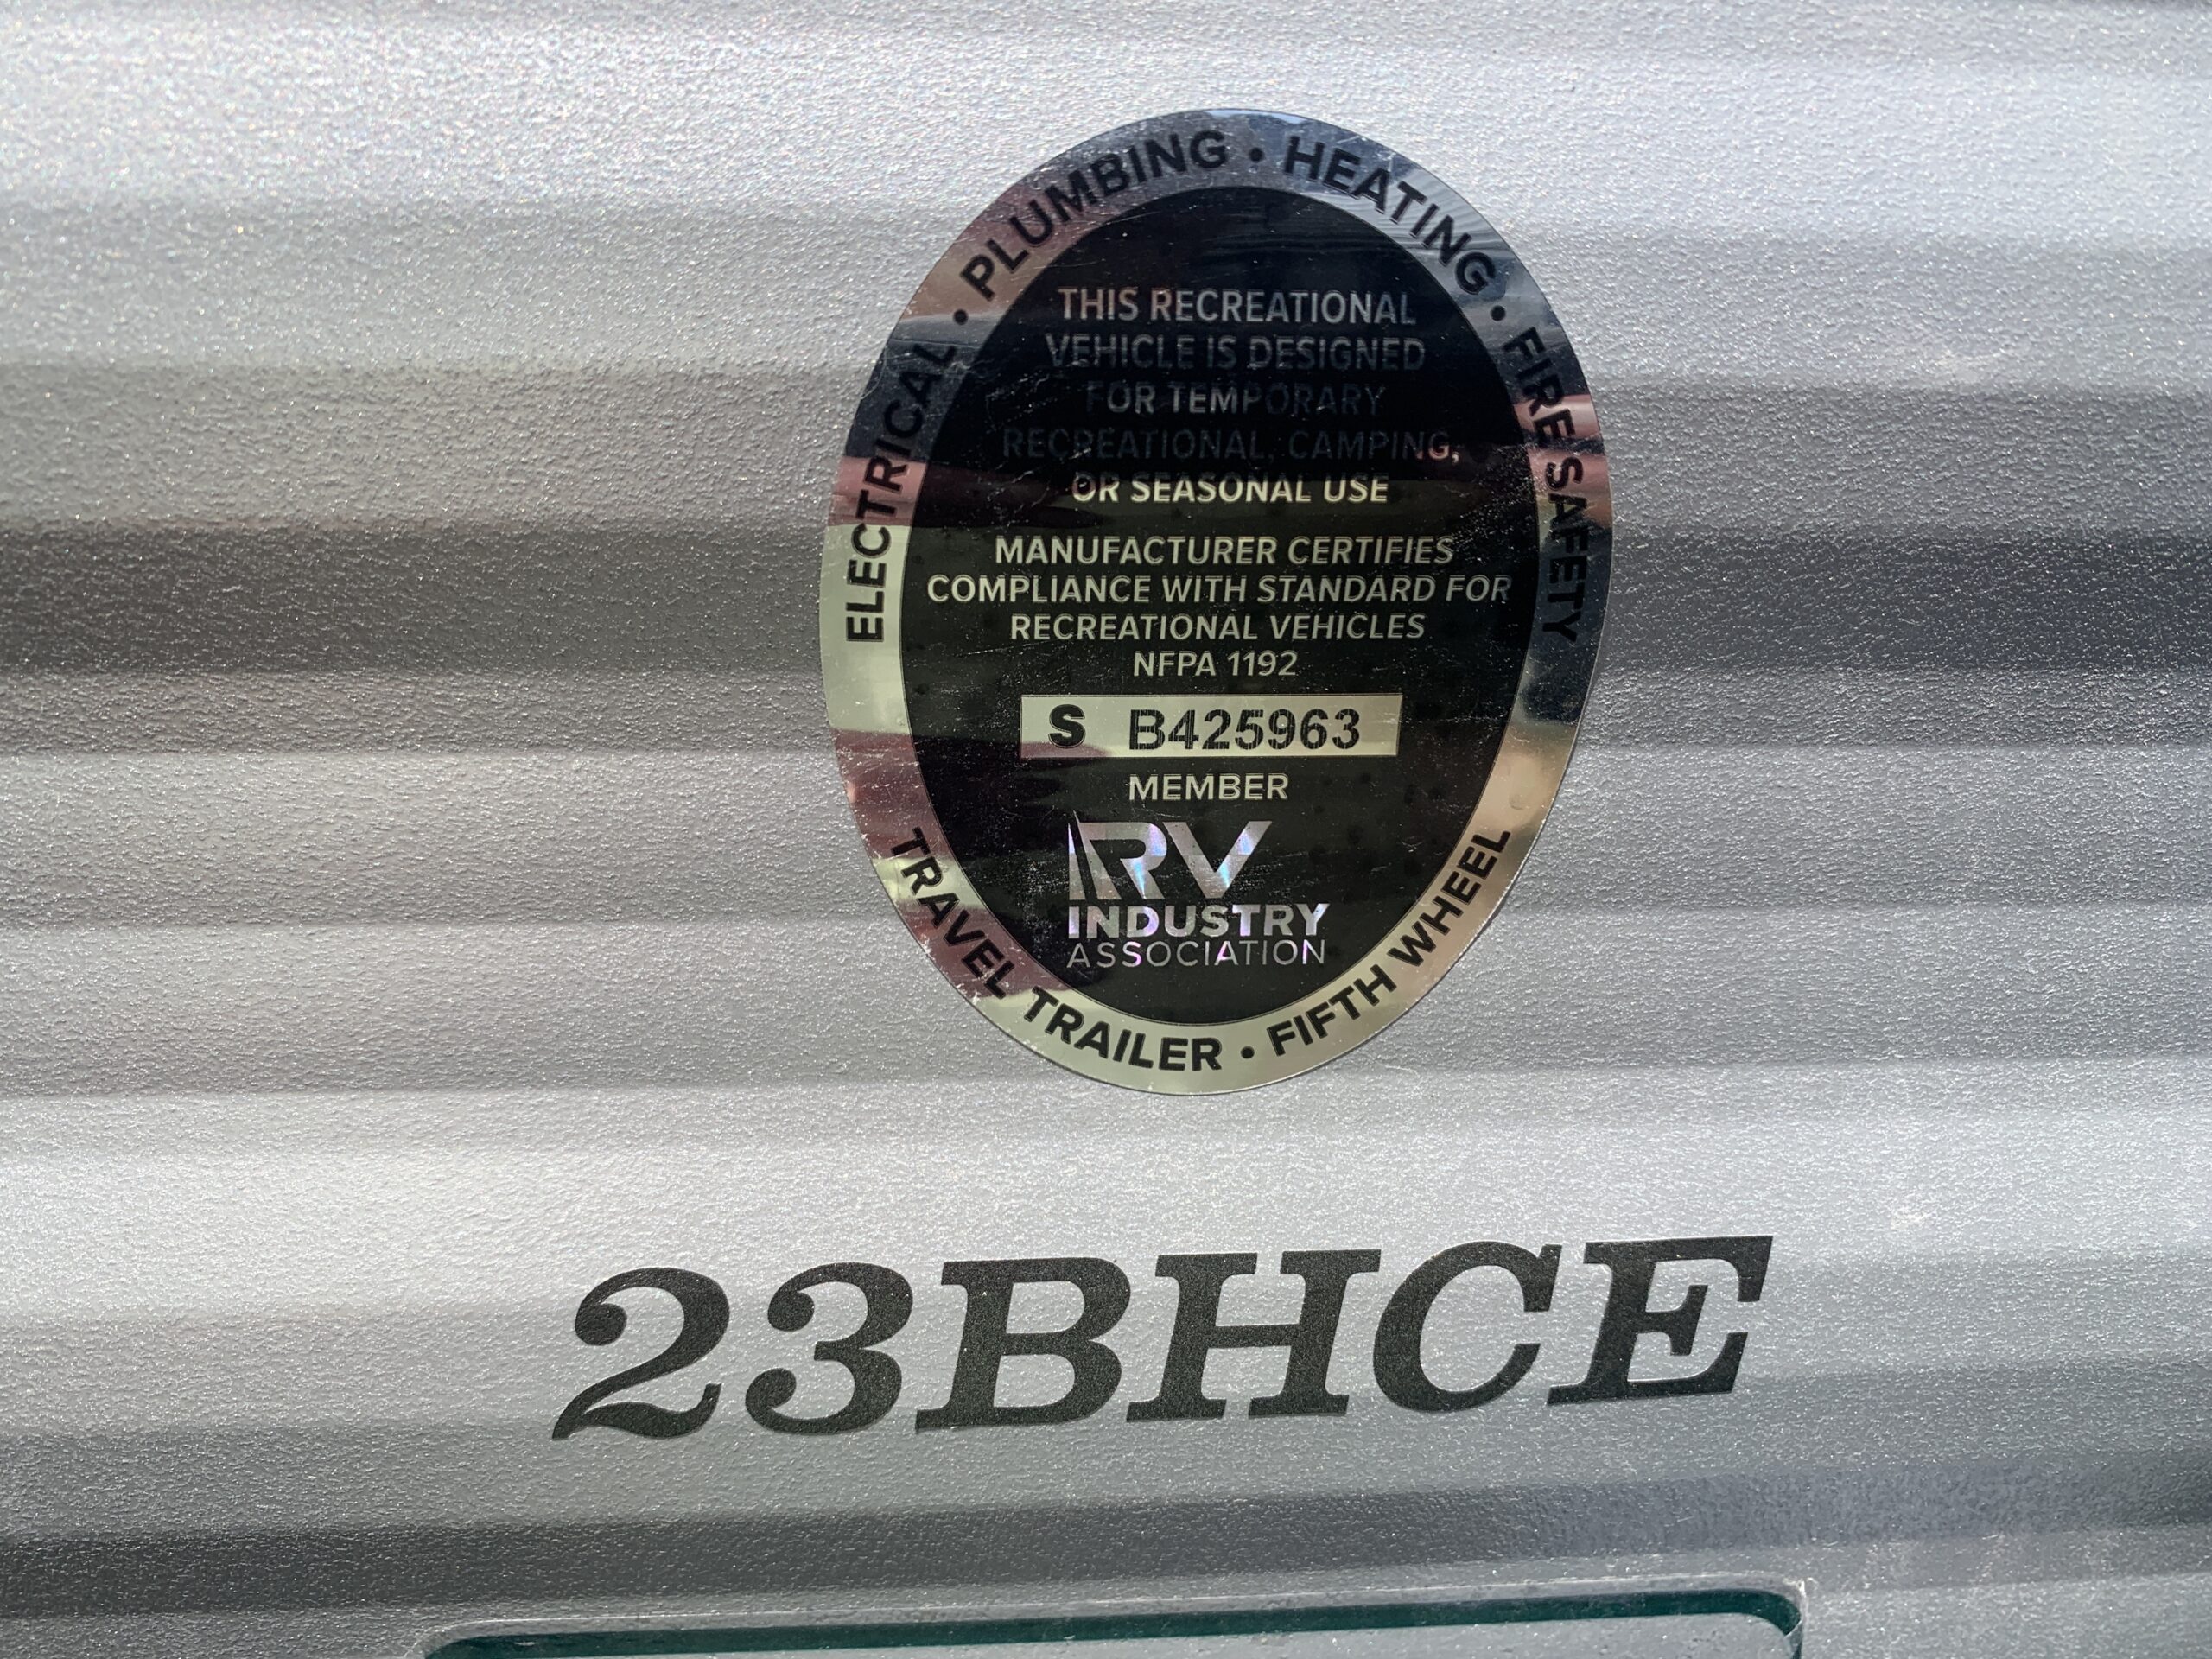 ELECTRICAL • PLUMBING • HEATING • FIRE SAFETY
THIS RECREATIONAL
VEHICLE IS DESIGNED
FOR TEMPORARY
RECREATIONAL, CAMPING,
OR SEASONAL USE
MANUFACTURER CERTIFIES
COMPLIANCE WITH STANDARD FOR
RECREATIONAL VEHICLES
NFPA 1192
S B425963
MEMBER
RV
INDUSTRY
ASSOCIATION
TRAVEL TRAILER • FIFTH WHEEL
23BHCE